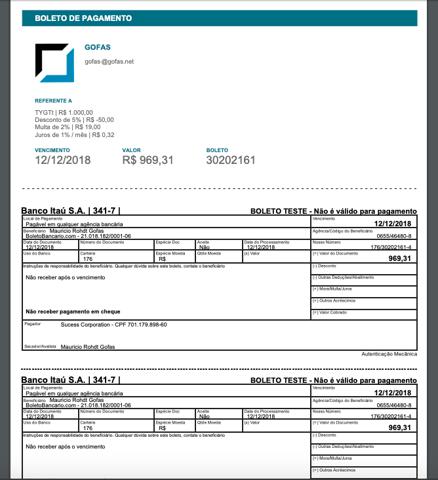 BOLETO DE PAGAMENTO
GOFAS
gofas@gofas.net
REFERENTE A
TYGTI | R$ 1.000,00
Desconto de 5% | R$ -50,00
Multa de 2% | R$ 19,00
Juros de 1% / mês | R$ 0,32
VENCIMENTO VALOR BOLETO
12/12/2018 R$ 969,31 30202161
Banco Itaú S.A. | 341-7 | BOLETO TESTE - Não é válido para pagamento
Local de Pagamento Vencimento
Pagável em qualquer agência bancária 12/12/2018
Beneficiário Mauricio Rohdt Gofas Agência/Código do Beneficiário
BoletoBancario.com - 21.018.182/0001-06 0655/46480-8
Data do Documento Número do Documento Espécie Doc Aceite Data do Processamento Nosso Número
12/12/2018 Não 12/12/2018 176/30202161-4
Uso do Banco Carteira Espécie Moeda Qtde Moeda (x) Valor (=) Valor do Documento
176 R$ 969,31
Instruções de responsabilidade do beneficiário. Qualquer dúvida sobre este boleto, contate o beneficiário (-) Desconto
Não receber após o vencimento (-) Outras Deduções/Abatimento
(+) Mora/Multa/Juros
(+) Outros Acréscimos
Não receber pagamento em cheque (=) Valor Cobrado
Pagador Sucess Corporation - CPF 701.179.898-60
Sacador/Avalista Mauricio Rohdt Gofas
Autenticação Mecânica
Banco Itaú S.A. | 341-7 | BOLETO TESTE - Não é válido para pagamento
Local de Pagamento Vencimento
Pagável em qualquer agência bancária 12/12/2018
Beneficiário Mauricio Rohdt Gofas Agência/Código do Beneficiário
BoletoBancario.com - 21.018.182/0001-06 0655/46480-8
Data do Documento Número do Documento Espécie Doc Aceite Data do Processamento Nosso Número
12/12/2018 Não 12/12/2018 176/30202161-4
Uso do Banco Carteira Espécie Moeda Qtde Moeda (x) Valor (=) Valor do Documento
176 R$ 969,31
Instruções de responsabilidade do beneficiário. Qualquer dúvida sobre este boleto, contate o beneficiário (-) Desconto
Não receber após o vencimento (-) Outras Deduções/Abatimento
(+) Mora/Multa/Juros
(+) Outros Acréscimos